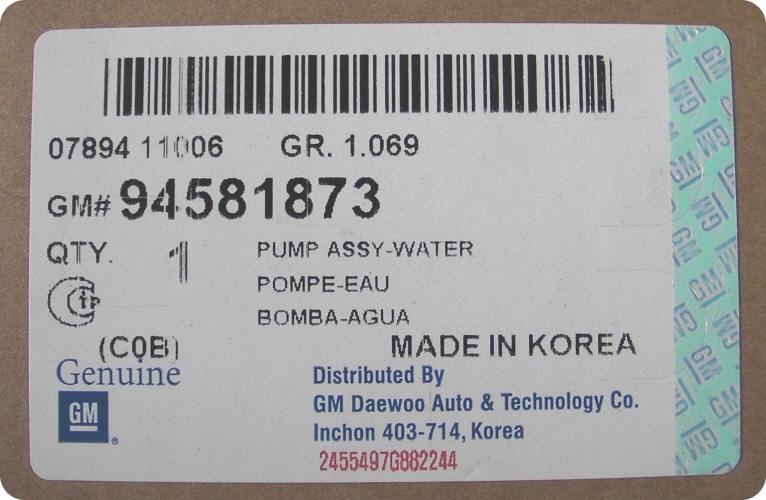 07894 11006 GR. 1.069
GM# 94581873
QTY. 1 PUMP ASSY-WATER
POMPE-EAU
BOMBA-AGUA
(COB) MADE IN KOREA
Genuine
GM
Distributed By
GM Daewoo Auto & Technology Co.
Inchon 403-714, Korea
2455497G882244